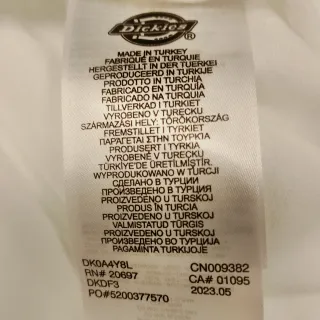 Dickies
®
MADE IN TURKEY
FABRIQUÉ EN TURQUIE
HERGESTELLT IN DER TUERKEI
GEPRODUCEERD IN TURKIJE
PRODOTTO IN TURCHIA
FABRICADO EN TURQUÍA
FABRICADO NA TURQUIA
TILLVERKAD I TURKIET
VYROBENO V TURECKU
SZÁRMAZÁSI HELY: TÖRÖKORSZÁG
FREMSTILLET I TYRKIET
ΠΑΡΑΓΕΤΑΙ ΣΤΗΝ ΤΟΥΡΚΙΑ
PRODUSERT I TYRKIA
VYROBENÉ V TURECKU
TÜRKİYE'DE ÜRETİLMİŞTİR.
WYPRODUKOWANO W TURCJI
СДЕЛАНО В ТУРЦИИ
ПРОИЗВЕДЕНО В ТУРЦИЯ
PROIZVEDENO U TURSKOJ
PRODUS ÎN TURCIA
PROIZVEDENO U TURSKOJ
VALMISTATUD TÜRGIS
PROIZVEDENO U TURSKOJ
ПРОИЗВЕДЕНО ВО ТУРЦИЈА
PAGAMINTA TURKIJOJE
DK0A4Y8L CN009382
RN# 20697 CA# 01095
DKDF3 2023.05
PO#5200377570